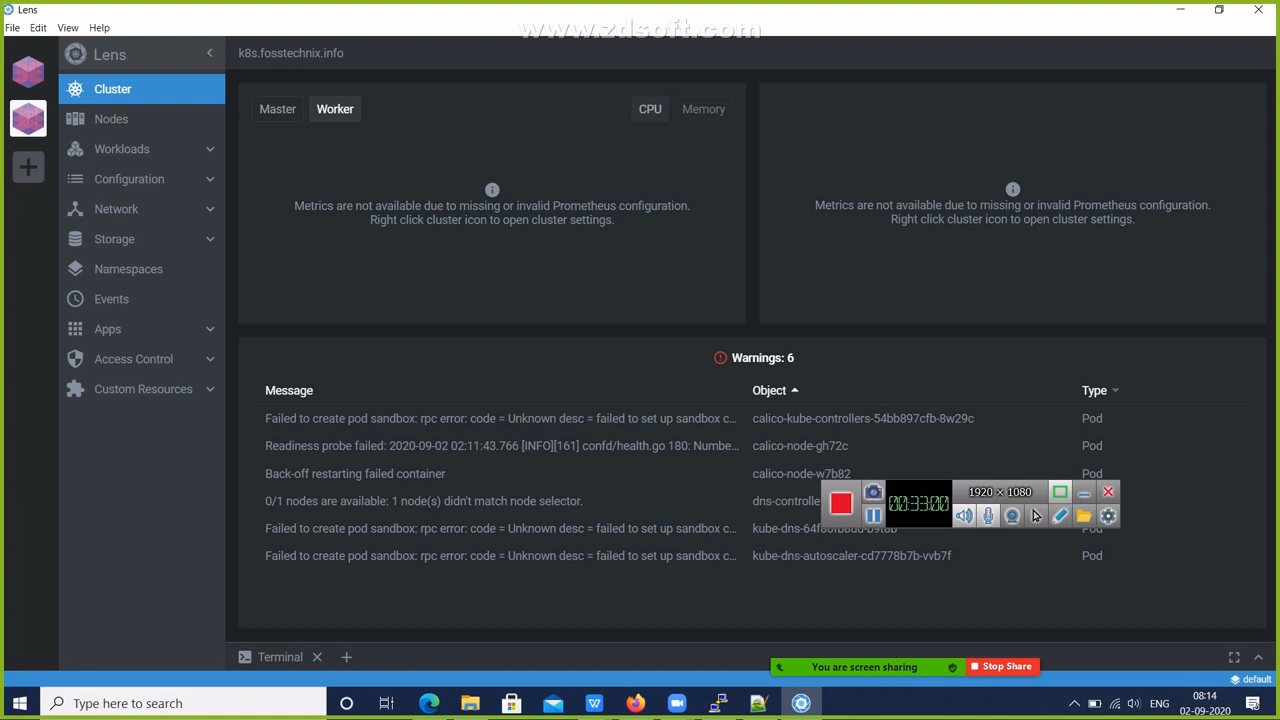 Lens
www.zdsoft.com
File Edit View Help
Lens
k8s.fosstechnix.info
Cluster
Nodes
Workloads
Configuration
Network
Storage
Namespaces
Events
Apps
Access Control
Custom Resources
Master Worker CPU Memory
Metrics are not available due to missing or invalid Prometheus configuration.
Right click cluster icon to open cluster settings.
Metrics are not available due to missing or invalid Prometheus configuration.
Right click cluster icon to open cluster settings.
Warnings: 6
Message Object Type
Failed to create pod sandbox: rpc error: code = Unknown desc = failed to set up sandbox c... calico-kube-controllers-54bb897cfb-8w29c Pod
Readiness probe failed: 2020-09-02 02:11:43.766 [INFO][161] confd/health.go 180: Numbe... calico-node-gh72c Pod
Back-off restarting failed container calico-node-w7b82 Pod
0/1 nodes are available: 1 node(s) didn't match node selector. dns-controlle
Failed to create pod sandbox: rpc error: code = Unknown desc = failed to set up sandbox c... Pod
Failed to create pod sandbox: rpc error: code = Unknown desc = failed to set up sandbox c... kube-dns-autoscaler-cd7778b7b-vvb7f Pod
00:33:00
1920 × 1080
Terminal
You are screen sharing Stop Share
default
Type here to search
ENG
08:14
02-09-2020